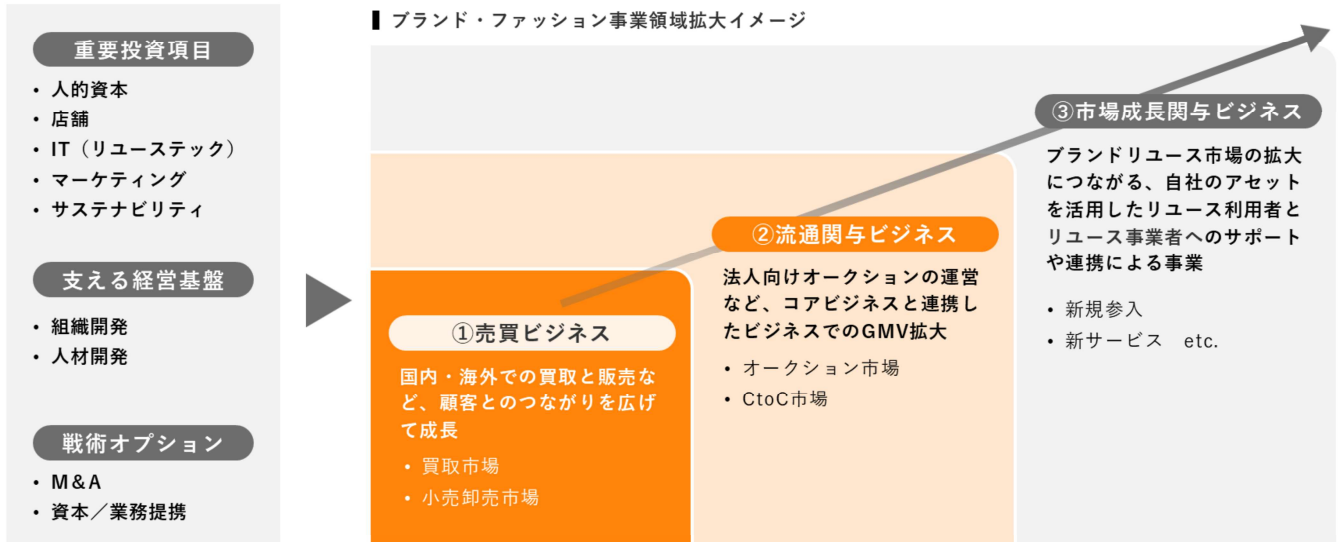 重要投資項目
・ 人的資本
・ 店舗
・ IT（リユーステック）
・ マーケティング
・ サステナビリティ
支える経営基盤
・ 組織開発
・ 人材開発
戦術オプション
・ M&A
・ 資本／業務提携
ブランド・ファッション事業領域拡大イメージ
①売買ビジネス
国内・海外での買取と販売な
ど、顧客とのつながりを広げ
て成長
・ 買取市場
・ 小売卸売市場
②流通関与ビジネス
法人向けオークションの運営
など、コアビジネスと連携し
たビジネスでのGMV拡大
・ オークション市場
・ CtoC市場
③市場成長関与ビジネス
ブランドリユース市場の拡大
につながる、自社のアセット
を活用したリユース利用者と
リユース事業者へのサポート
や連携による事業
・ 新規参入
・ 新サービス　etc.